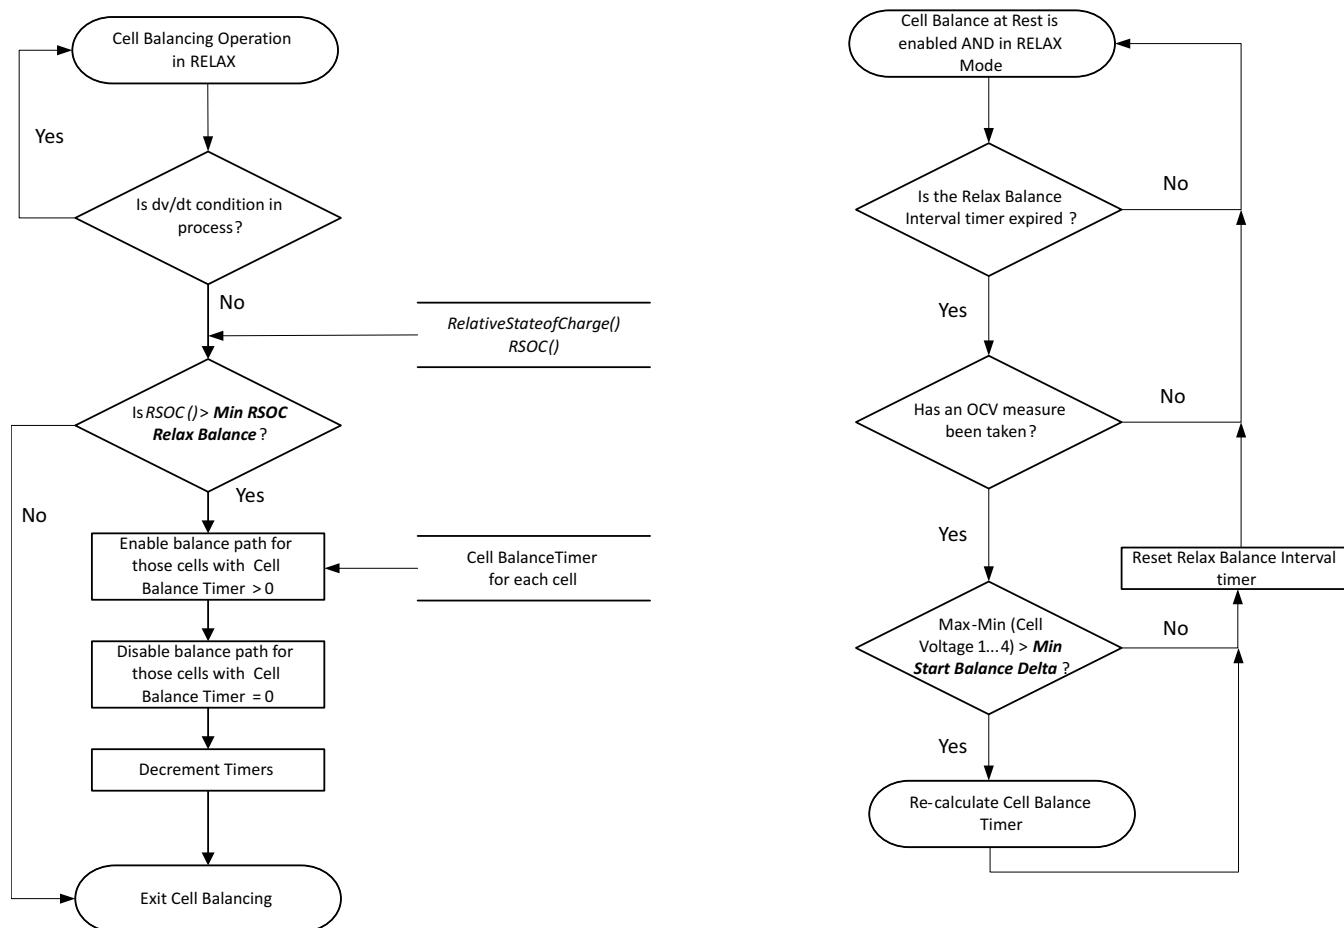 Cell Balancing Operation
in RELAX
Yes
Is dv/dt condition in
process?
No
RelativeStateofCharge()
RSOC()
Is RSOC () > Min RSOC
Relax Balance ?
Yes
No
Enable balance path for
those cells with Cell
Balance Timer > 0
Cell BalanceTimer
for each cell
Disable balance path for
those cells with Cell
Balance Timer = 0
Decrement Timers
Exit Cell Balancing
Cell Balance at Rest is
enabled AND in RELAX
Mode
Is the Relax Balance
Interval timer expired ?
No
Yes
Has an OCV measure
been taken?
No
Yes
Reset Relax Balance Interval
timer
Max-Min (Cell
Voltage 1...4) > Min
Start Balance Delta ?
No
Yes
Re-calculate Cell Balance
Timer